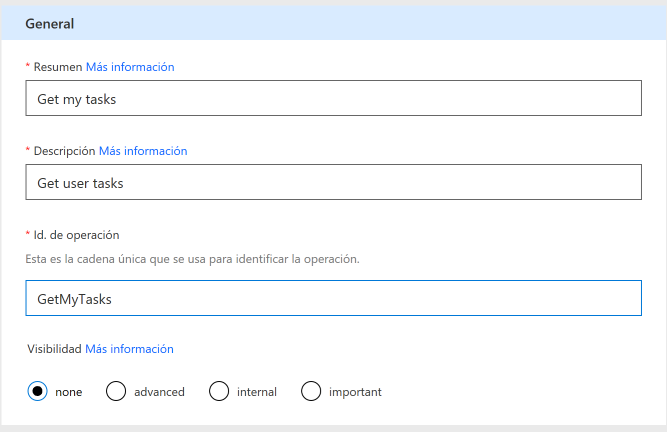 General
* Resumen Más información
Get my tasks
* Descripción Más información
Get user tasks
* Id. de operación
Esta es la cadena única que se usa para identificar la operación.
GetMyTasks
Visibilidad Más información
none advanced internal important